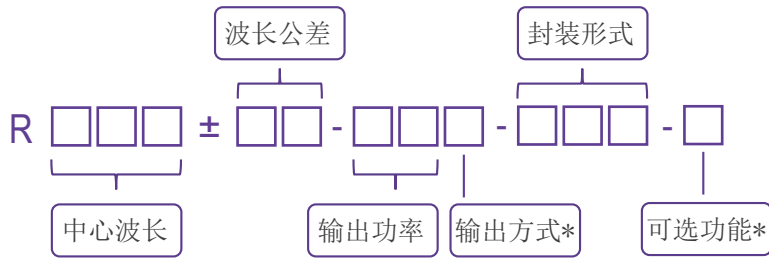 波长公差 封装形式
R □□□ ± □□ - □□□ - □□□ - □
中心波长 输出功率 输出方式* 可选功能*